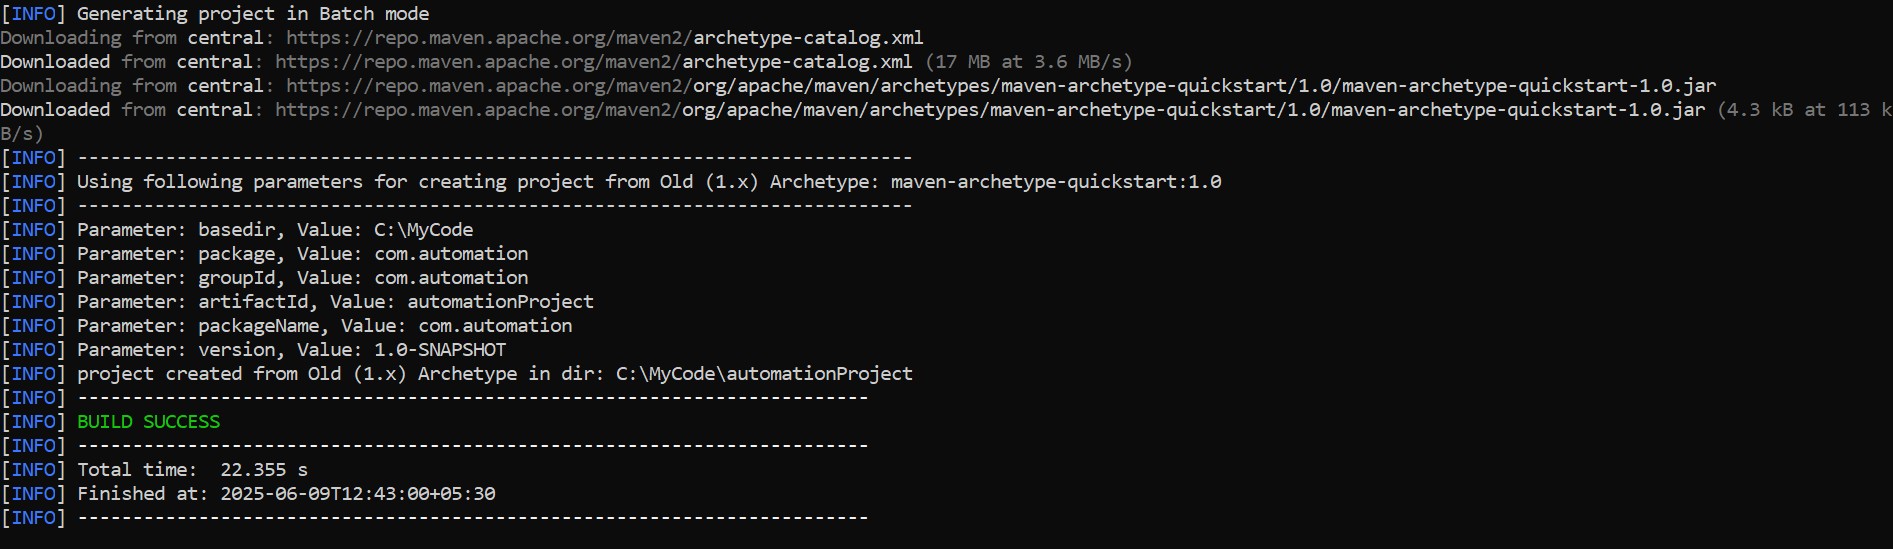 [INFO] Generating project in Batch mode
Downloading from central: https://repo.maven.apache.org/maven2/archetype-catalog.xml
Downloaded from central: https://repo.maven.apache.org/maven2/archetype-catalog.xml (17 MB at 3.6 MB/s)
Downloading from central: https://repo.maven.apache.org/maven2/org/apache/maven/archetypes/maven-archetype-quickstart/1.0/maven-archetype-quickstart-1.0.jar
Downloaded from central: https://repo.maven.apache.org/maven2/org/apache/maven/archetypes/maven-archetype-quickstart/1.0/maven-archetype-quickstart-1.0.jar (4.3 kB at 113 k
B/s)
[INFO] ----------------------------------------------------------------------------
[INFO] Using following parameters for creating project from Old (1.x) Archetype: maven-archetype-quickstart:1.0
[INFO] ----------------------------------------------------------------------------
[INFO] Parameter: basedir, Value: C:\MyCode
[INFO] Parameter: package, Value: com.automation
[INFO] Parameter: groupId, Value: com.automation
[INFO] Parameter: artifactId, Value: automationProject
[INFO] Parameter: packageName, Value: com.automation
[INFO] Parameter: version, Value: 1.0-SNAPSHOT
[INFO] project created from Old (1.x) Archetype in dir: C:\MyCode\automationProject
[INFO] ------------------------------------------------------------------------
[INFO] BUILD SUCCESS
[INFO] ------------------------------------------------------------------------
[INFO] Total time:  22.355 s
[INFO] Finished at: 2025-06-09T12:43:00+05:30
[INFO] ------------------------------------------------------------------------